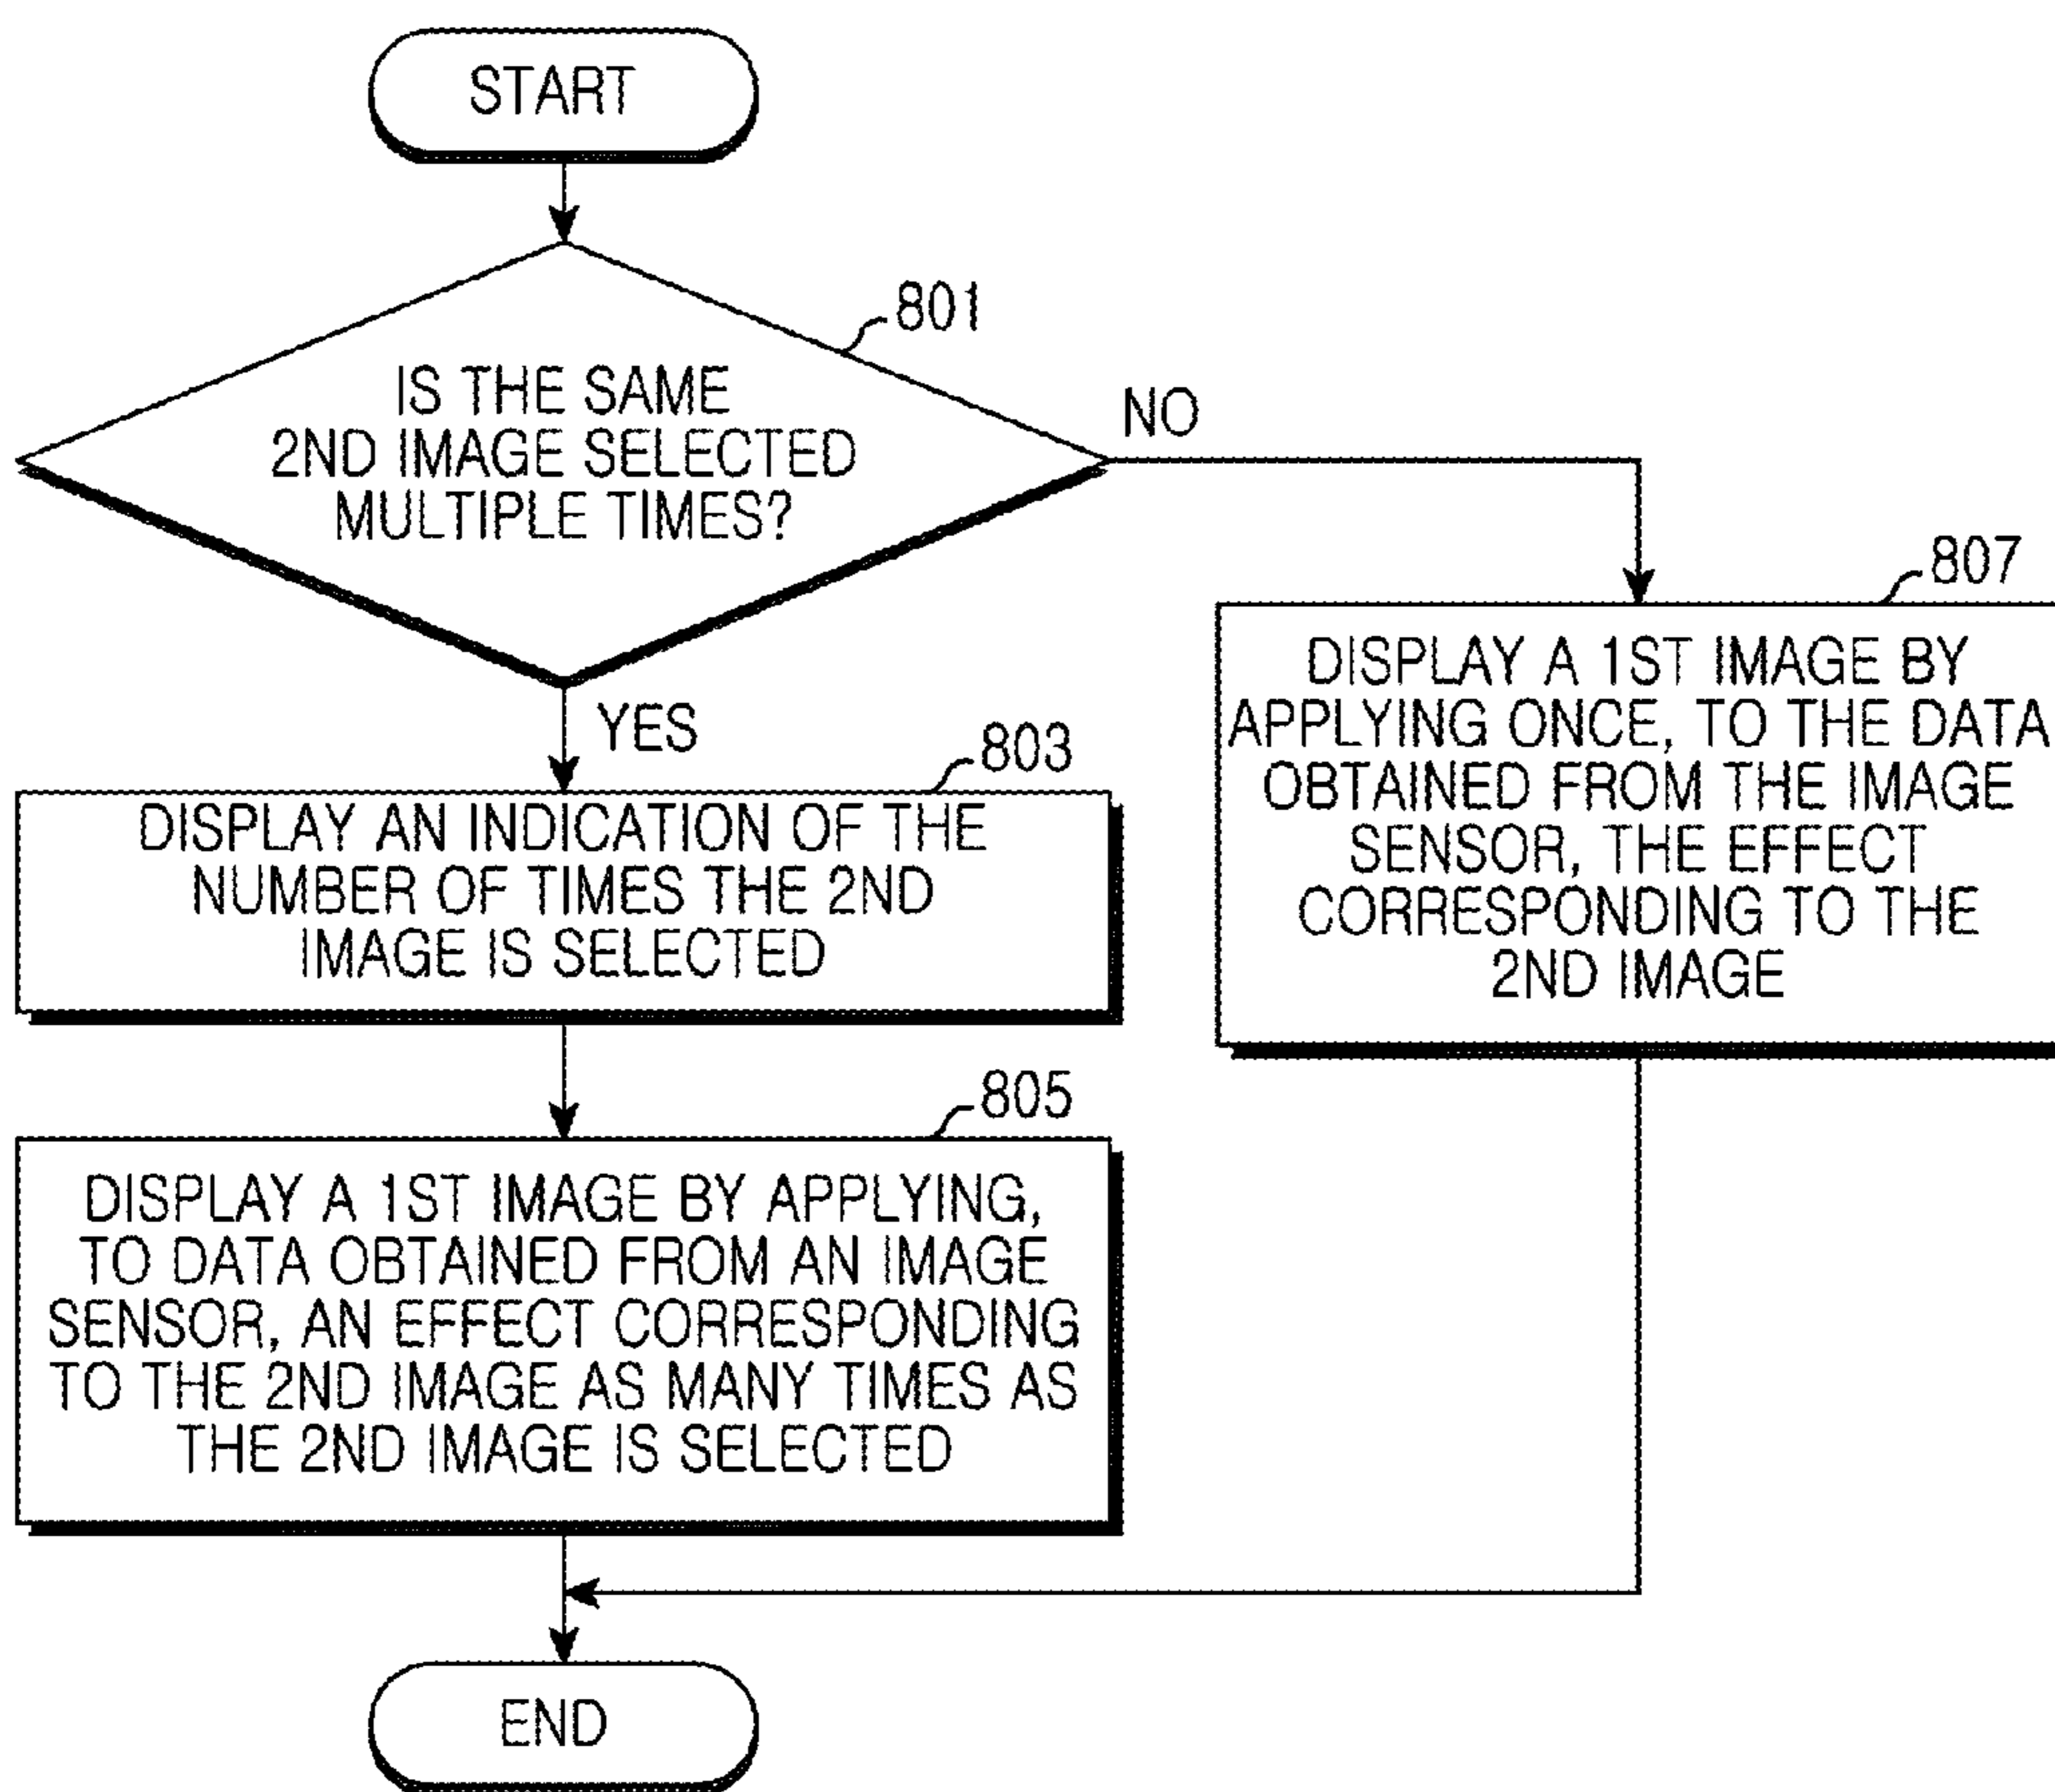 START
801
IS THE SAME
2ND IMAGE SELECTED
MULTIPLE TIMES?
NO
YES
803
DISPLAY AN INDICATION OF THE
NUMBER OF TIMES THE 2ND
IMAGE IS SELECTED
805
DISPLAY A 1ST IMAGE BY APPLYING,
TO DATA OBTAINED FROM AN IMAGE
SENSOR, AN EFFECT CORRESPONDING
TO THE 2ND IMAGE AS MANY TIMES AS
THE 2ND IMAGE IS SELECTED
807
DISPLAY A 1ST IMAGE BY
APPLYING ONCE, TO THE DATA
OBTAINED FROM THE IMAGE
SENSOR, THE EFFECT
CORRESPONDING TO THE
2ND IMAGE
END